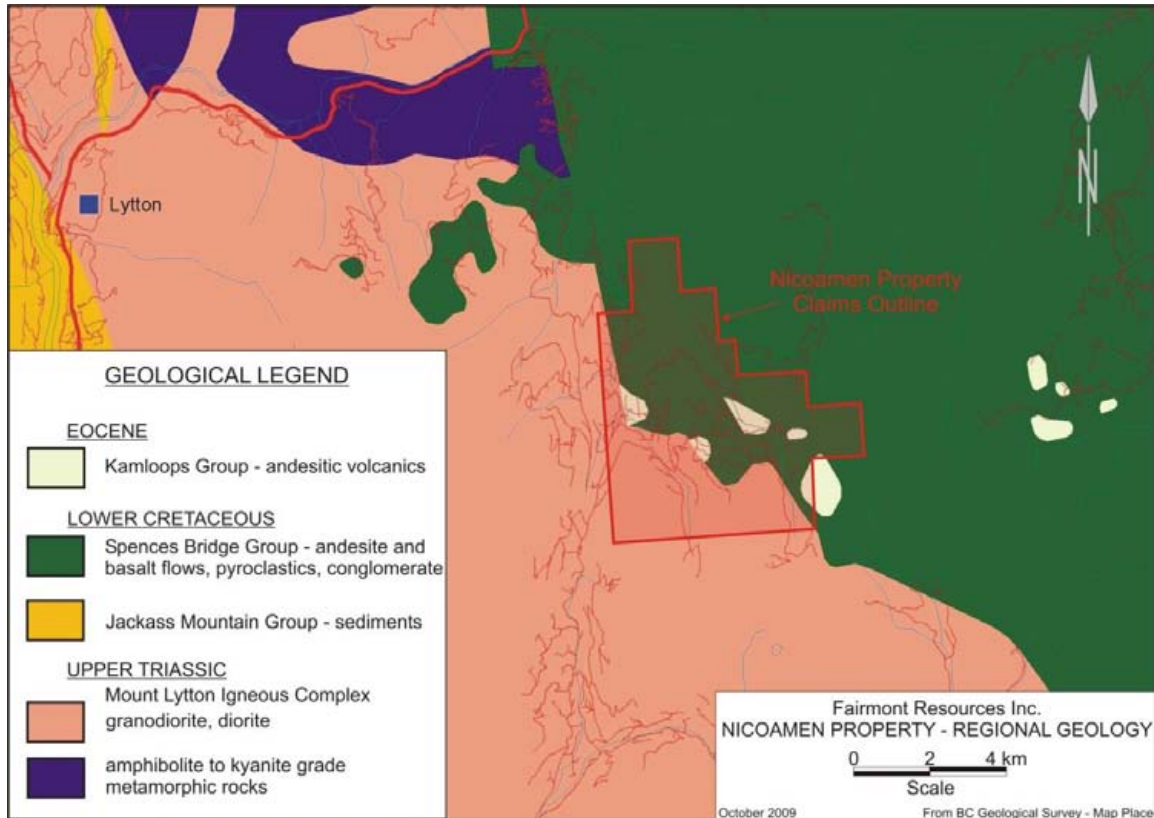 Lytton
N
Nicoamen Property
Claims Outline
GEOLOGICAL LEGEND
EOCENE
Kamloops Group - andesitic volcanics
LOWER CRETACEOUS
Spences Bridge Group - andesite and
basalt flows, pyroclastics, conglomerate
Jackass Mountain Group - sediments
UPPER TRIASSIC
Mount Lytton Igneous Complex
granodiorite, diorite
amphibolite to kyanite grade
metamorphic rocks
Fairmont Resources Inc.
NICOAMEN PROPERTY - REGIONAL GEOLOGY
0 2 4 km
Scale
October 2009 From BC Geological Survey - Map Place